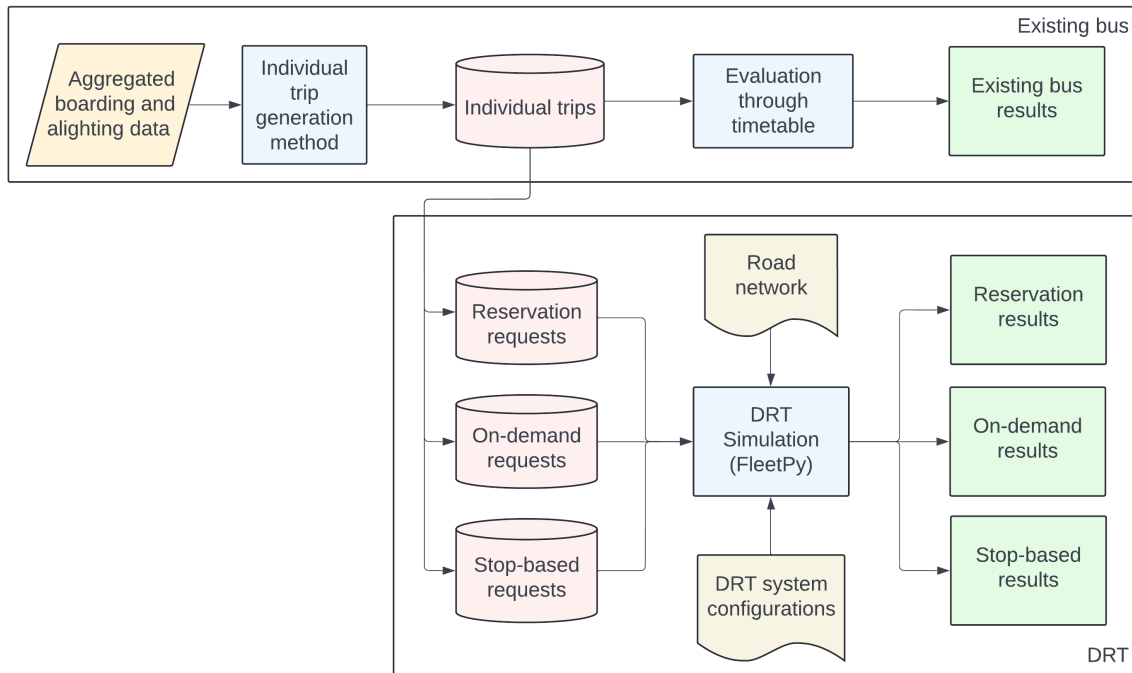 Existing bus
Aggregated
boarding and
alighting data
Individual
trip
generation
method
Individual trips
Evaluation
through
timetable
Existing bus
results
Reservation
requests
Road
network
Reservation
results
On-demand
requests
DRT
Simulation
(FleetPy)
On-demand
results
Stop-based
requests
DRT system
configurations
Stop-based
results
DRT